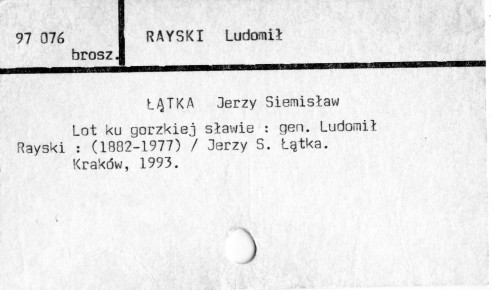 97 076
brosz.
RAYSKI Ludomił
ŁĄTKA Jerzy Siemisław
Lot ku gorzkiej sławie : gen. Ludomił
Rayski : (1882-1977) / Jerzy S. Łątka.
Kraków, 1993.